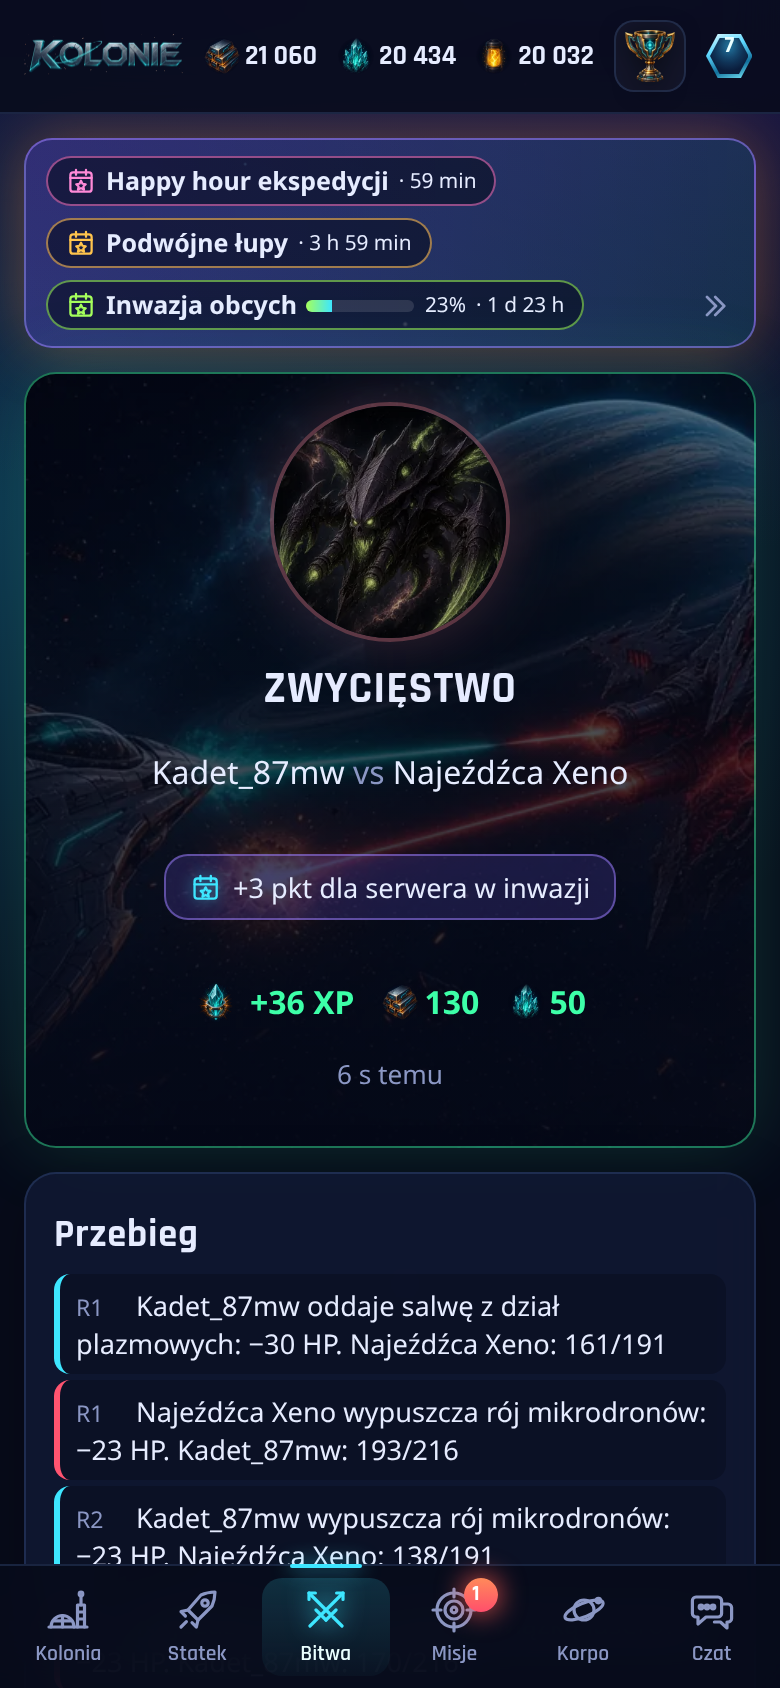 KOLONIE 21 060 20 434 20 032 7
Happy hour ekspedycji · 59 min
Podwójne łupy · 3 h 59 min
Inwazja obcych 23% · 1 d 23 h
ZWYCIĘSTWO
Kadet_87mw vs Najeźdźca Xeno
+3 pkt dla serwera w inwazji
+36 XP 130 50
6 s temu
Przebieg
R1 Kadet_87mw oddaje salwę z dział
plazmowych: −30 HP. Najeźdźca Xeno: 161/191
R1 Najeźdźca Xeno wypuszcza rój mikrodronów:
−23 HP. Kadet_87mw: 193/216
R2 Kadet_87mw wypuszcza rój mikrodronów:
−23 HP. Najeźdźca Xeno: 138/191
1
Kolonia Statek Bitwa Misje Korpo Czat